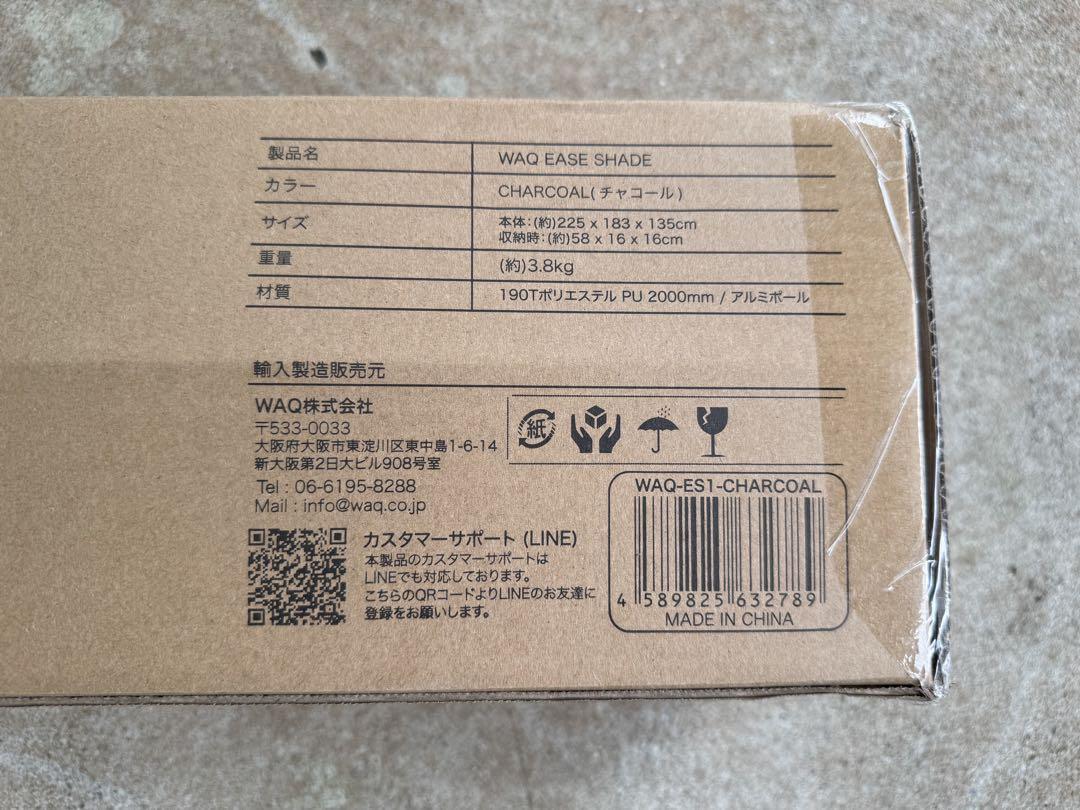 製品名 WAQ EASE SHADE
カラー CHARCOAL(チャコール)
サイズ 本体:(約)225 x 183 x 135cm
収納時:(約)58 x 16 x 16cm
重量 (約)3.8kg
材質 190Tポリエステル PU 2000mm / アルミポール
輸入製造販売元
WAQ株式会社
〒533-0033
大阪府大阪市東淀川区東中島1-6-14
新大阪第2日大ビル908号室
Tel : 06-6195-8288
Mail : info@waq.co.jp
紙
カスタマーサポート (LINE)
本製品のカスタマーサポートは
LINEでも対応しております。
こちらのQRコードよりLINEのお友達に
登録をお願いします。
WAQ-ES1-CHARCOAL
4 589825 632789
MADE IN CHINA